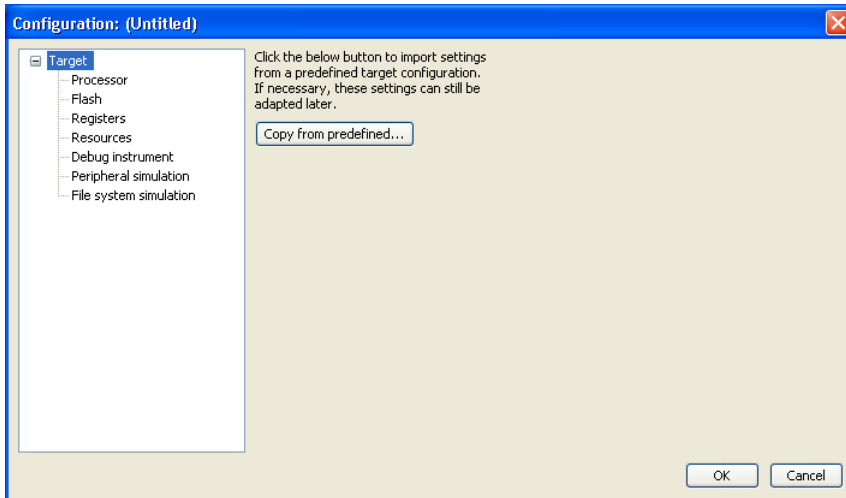 Configuration: (Untitled)
Target
Processor
Flash
Registers
Resources
Debug instrument
Peripheral simulation
File system simulation
Click the below button to import settings
from a predefined target configuration.
If necessary, these settings can still be
adapted later.
Copy from predefined...
OK
Cancel